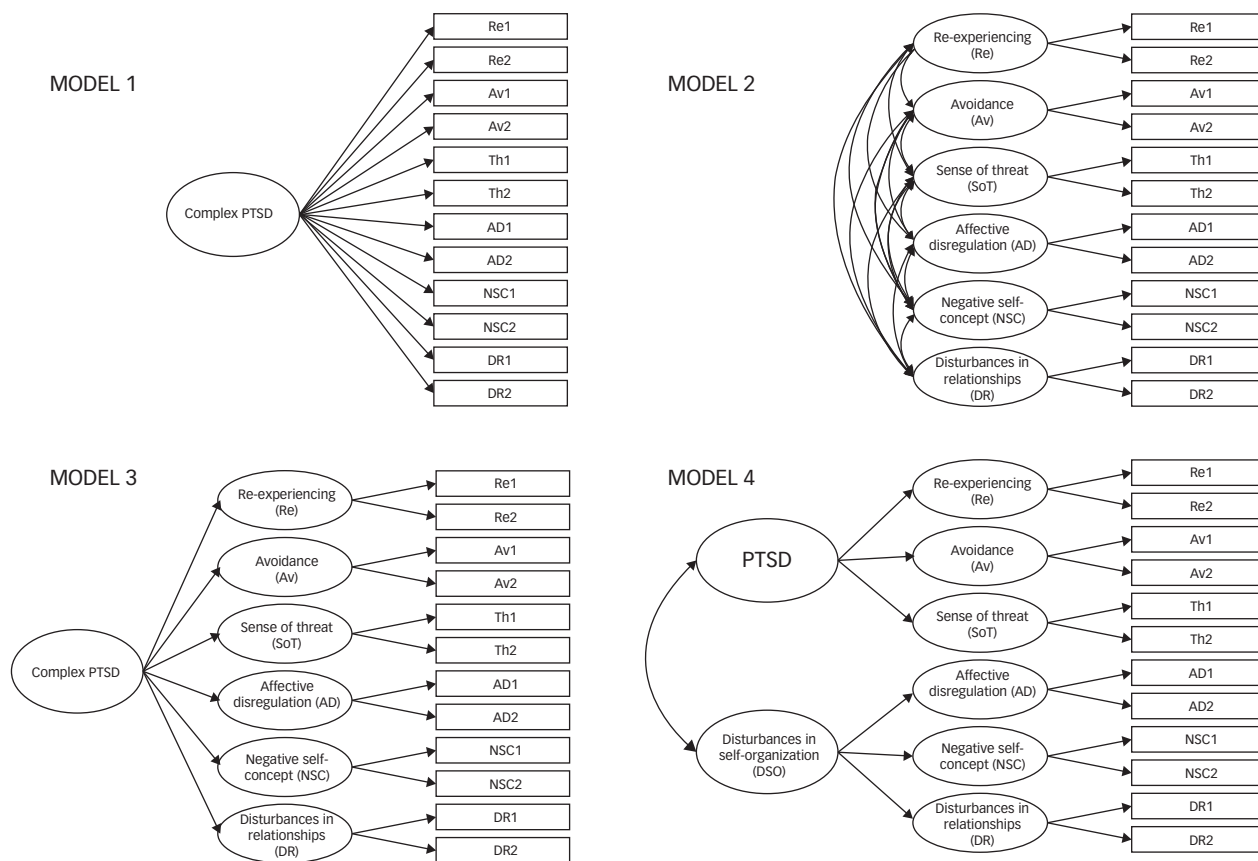 MODEL 1
Complex PTSD
Re1
Re2
Av1
Av2
Th1
Th2
AD1
AD2
NSC1
NSC2
DR1
DR2
MODEL 2
Re-experiencing
(Re)
Avoidance
(Av)
Sense of threat
(SoT)
Affective
disregulation (AD)
Negative self-
concept (NSC)
Disturbances in
relationships
(DR)
Re1
Re2
Av1
Av2
Th1
Th2
AD1
AD2
NSC1
NSC2
DR1
DR2
MODEL 3
Complex PTSD
Re-experiencing
(Re)
Avoidance
(Av)
Sense of threat
(SoT)
Affective
disregulation (AD)
Negative self-
concept (NSC)
Disturbances in
relationships
(DR)
Re1
Re2
Av1
Av2
Th1
Th2
AD1
AD2
NSC1
NSC2
DR1
DR2
MODEL 4
PTSD
Disturbances in
self-organization
(DSO)
Re-experiencing
(Re)
Avoidance
(Av)
Sense of threat
(SoT)
Affective
disregulation (AD)
Negative self-
concept (NSC)
Disturbances in
relationships
(DR)
Re1
Re2
Av1
Av2
Th1
Th2
AD1
AD2
NSC1
NSC2
DR1
DR2